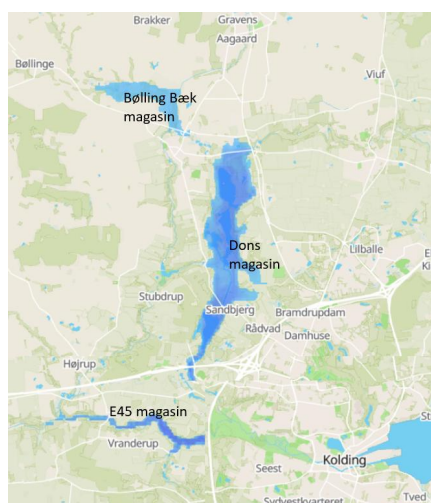 Brakker
Gravens
Aagaard
Bøllinge
Viuf
Bølling Bæk
magasin
Dons
magasin
Lilballe
Stubdrup
Sandbjerg
Bramdrupdam
Rådvad
Damhuse
Højrup
E45 magasin
Vranderup
Kolding
Seest
Sydvestkvarteret
Tved